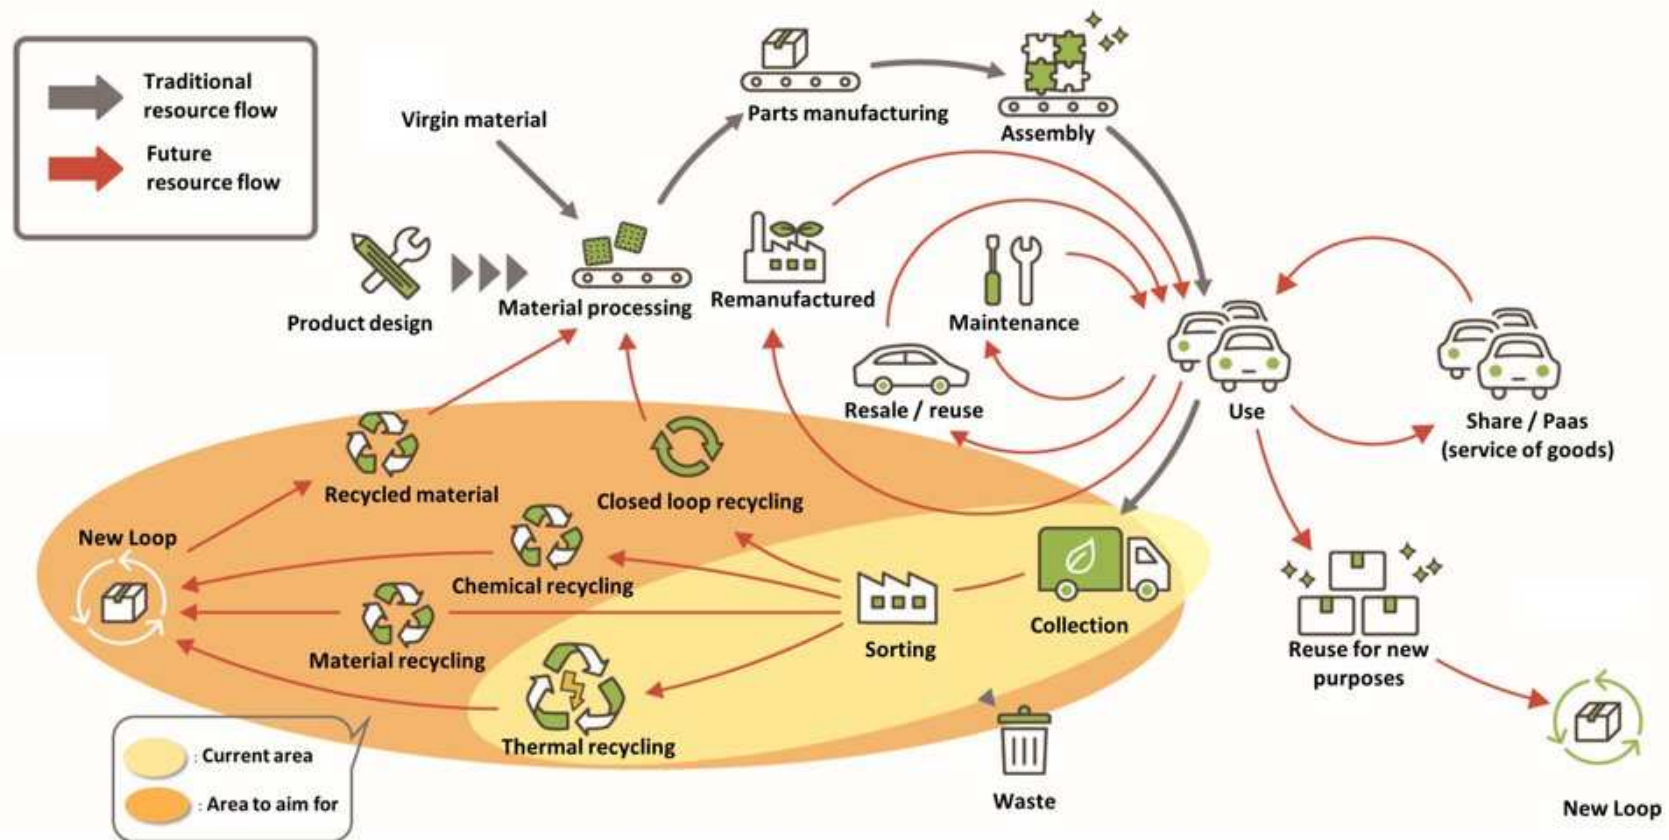 Traditional
resource flow
Future
resource flow
Virgin material
Parts manufacturing
Assembly
Product design
Material processing
Remanufactured
Maintenance
Resale / reuse
Use
Share / Paas
(service of goods)
Recycled material
Closed loop recycling
New Loop
Chemical recycling
Material recycling
Sorting
Collection
Thermal recycling
Reuse for new
purposes
Waste
New Loop
: Current area
: Area to aim for